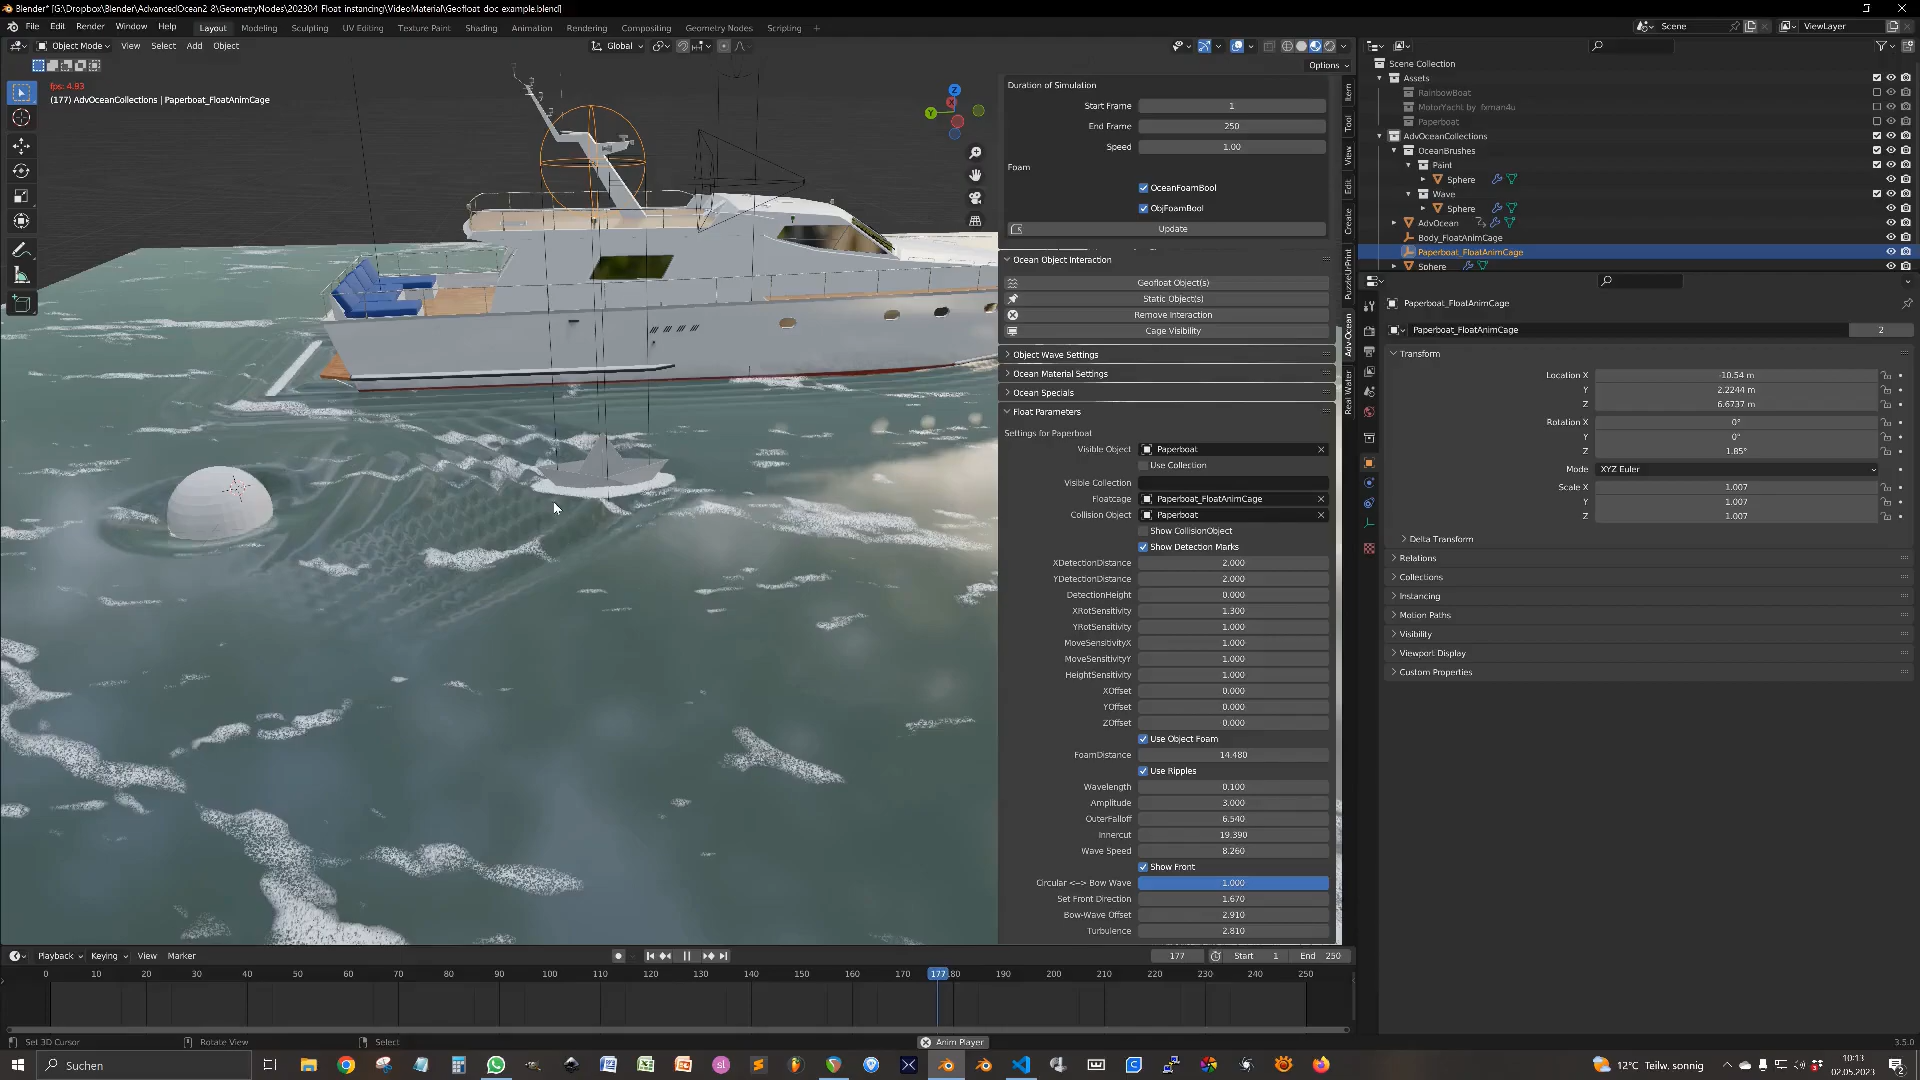 Blender* [G:\Dropbox\Blender\AdvancedOcean2_8\GeometryNodes\202304 Float instancing\VideoMaterial\Geofloat_doc_example.blend]
File Edit Render Window Help Layout Modeling Sculpting UV Editing Texture Paint Shading Animation Rendering Compositing Geometry Nodes Scripting + Scene ViewLayer
Object Mode View Select Add Object Global
Options
fps: 4.93
(177) AdvOceanCollections | Paperboat_FloatAnimCage
Z
X
Y
Duration of Simulation
Start Frame 1
End Frame 250
Speed 1.00
Foam
OceanFoamBool
ObjFoamBool
Update
Ocean Object Interaction
Geofloat Object(s)
Static Object(s)
Remove Interaction
Cage Visibility
Object Wave Settings
Ocean Material Settings
Ocean Specials
Float Parameters
Settings for Paperboat
Visible Object Paperboat
Use Collection
Visible Collection
Floatcage Paperboat_FloatAnimCage
Collision Object Paperboat
Show CollisionObject
Show Detection Marks
XDetectionDistance 2.000
YDetectionDistance 2.000
DetectionHeight 0.000
XRotSensitivity 1.300
YRotSensitivity 1.000
MoveSensitivityX 1.000
MoveSensitivityY 1.000
HeightSensitivity 1.000
XOffset 0.000
YOffset 0.000
ZOffset 0.000
Use Object Foam
FoamDistance 14.480
Use Ripples
Wavelength 0.100
Amplitude 3.000
OuterFalloff 6.540
Innercut 19.390
Wave Speed 8.260
Show Front
Circular <-> Bow Wave 1.000
Set Front Direction 1.670
Bow-Wave Offset 2.910
Turbulence 2.810
Item
Tool
View
Edit
Create
PuzzleUrPrint
Adv-Ocean
Real Water
Scene Collection
Assets
RainbowBoat
MotorYacht by fxman4u
Paperboat
AdvOceanCollections
OceanBrushes
Paint
Sphere
Wave
Sphere
AdvOcean
Body_FloatAnimCage
Paperboat_FloatAnimCage
Sphere
Paperboat_FloatAnimCage
Paperboat_FloatAnimCage 2
Transform
Location X -10.54 m
Y 2.2244 m
Z 6.6737 m
Rotation X 0°
Y 0°
Z 1.85°
Mode XYZ Euler
Scale X 1.007
Y 1.007
Z 1.007
Delta Transform
Relations
Collections
Instancing
Motion Paths
Visibility
Viewport Display
Custom Properties
Playback Keying View Marker 177 Start 1 End 250
0 10 20 30 40 50 60 70 80 90 100 110 120 130 140 150 160 170 177 180 190 200 210 220 230 240 250
Set 3D Cursor Rotate View Select Anim Player 3.5.0
Suchen 12°C Teilw. sonnig 10:13
02.05.2023